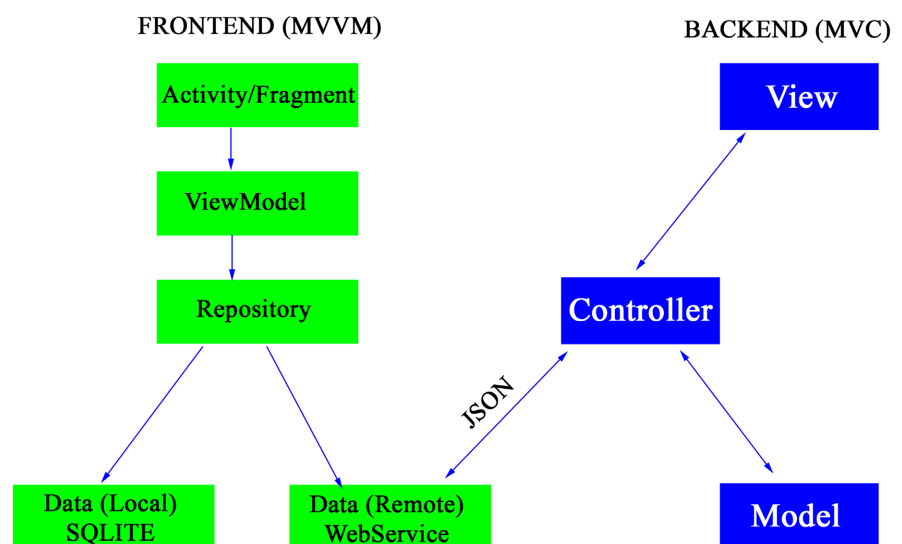 FRONTEND (MVVM)
BACKEND (MVC)
Activity/Fragment
View
ViewModel
Repository
Controller
JSON
Data (Local)
SQLITE
Data (Remote)
WebService
Model